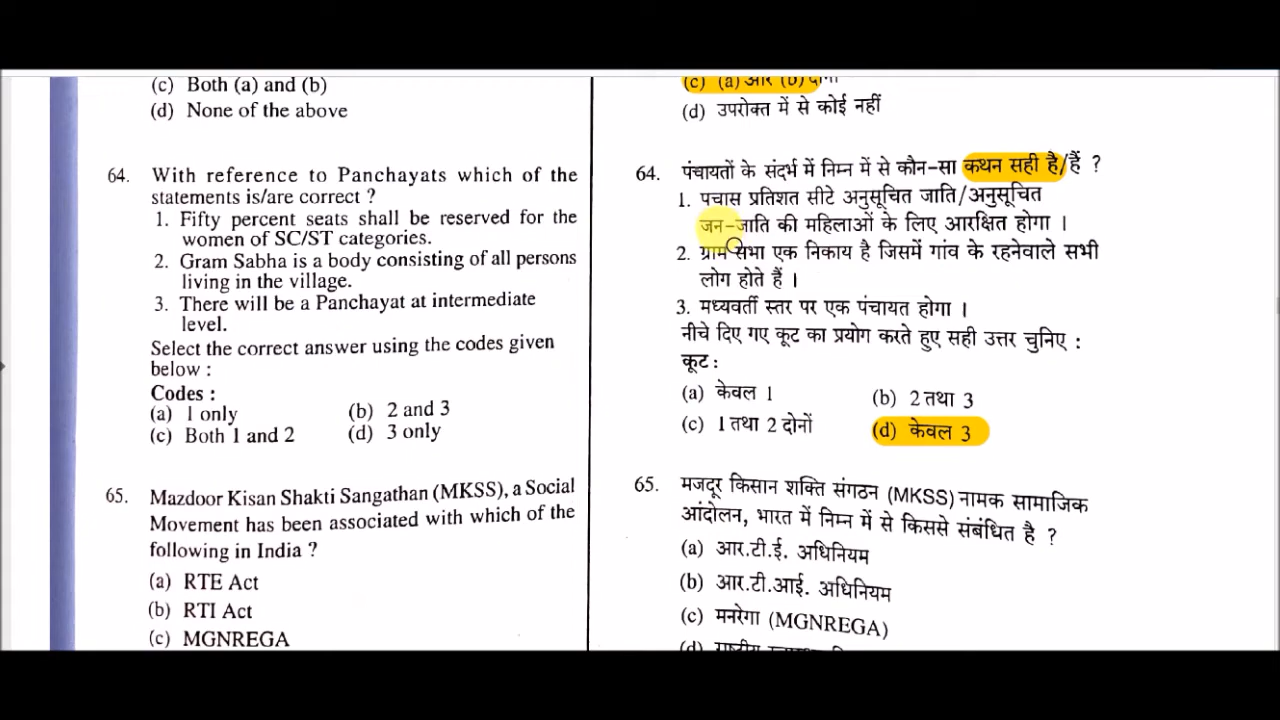 (c) Both (a) and (b)
(d) None of the above
64. With reference to Panchayats which of the
statements is/are correct ?
1. Fifty percent seats shall be reserved for the
women of SC/ST categories.
2. Gram Sabha is a body consisting of all persons
living in the village.
3. There will be a Panchayat at intermediate
level.
Select the correct answer using the codes given
below :
Codes :
(a) 1 only (b) 2 and 3
(c) Both 1 and 2 (d) 3 only
65. Mazdoor Kisan Shakti Sangathan (MKSS), a Social
Movement has been associated with which of the
following in India ?
(a) RTE Act
(b) RTI Act
(c) MGNREGA
(c) (a) और (b) दोनों
(d) उपरोक्त में से कोई नहीं
64. पंचायतों के संदर्भ में निम्न में से कौन-सा कथन सही है/हैं ?
1. पचास प्रतिशत सीटे अनुसूचित जाति/अनुसूचित
जन-जाति की महिलाओं के लिए आरक्षित होगा ।
2. ग्राम सभा एक निकाय है जिसमें गांव के रहनेवाले सभी
लोग होते हैं ।
3. मध्यवर्ती स्तर पर एक पंचायत होगा ।
नीचे दिए गए कूट का प्रयोग करते हुए सही उत्तर चुनिए :
कूट :
(a) केवल 1 (b) 2 तथा 3
(c) 1 तथा 2 दोनों (d) केवल 3
65. मजदूर किसान शक्ति संगठन (MKSS) नामक सामाजिक
आंदोलन, भारत में निम्न में से किससे संबंधित है ?
(a) आर.टी.ई. अधिनियम
(b) आर.टी.आई. अधिनियम
(c) मनरेगा (MGNREGA)
(d)